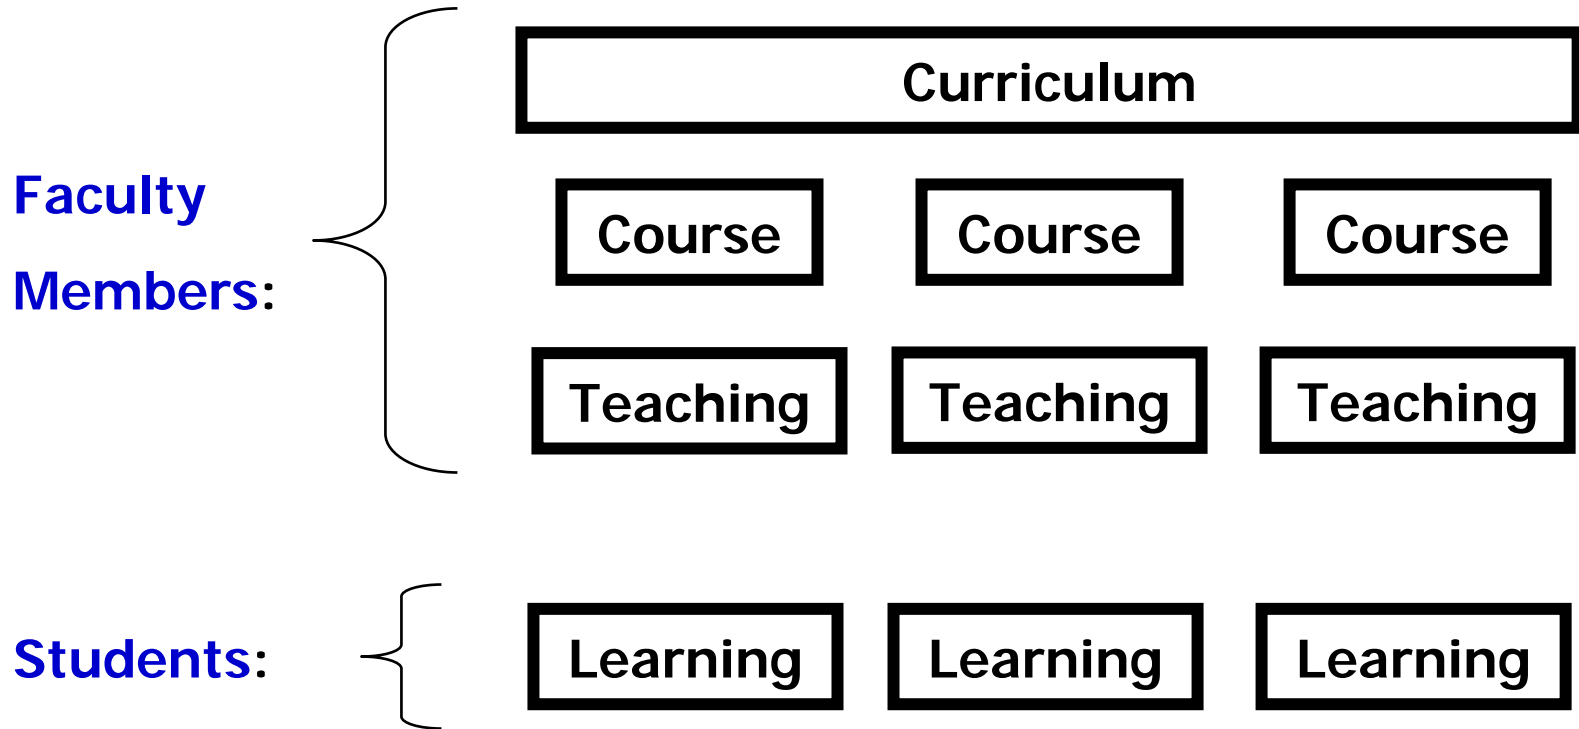 Curriculum
Faculty
Members:
Course Course Course
Teaching Teaching Teaching
Students:
Learning Learning Learning